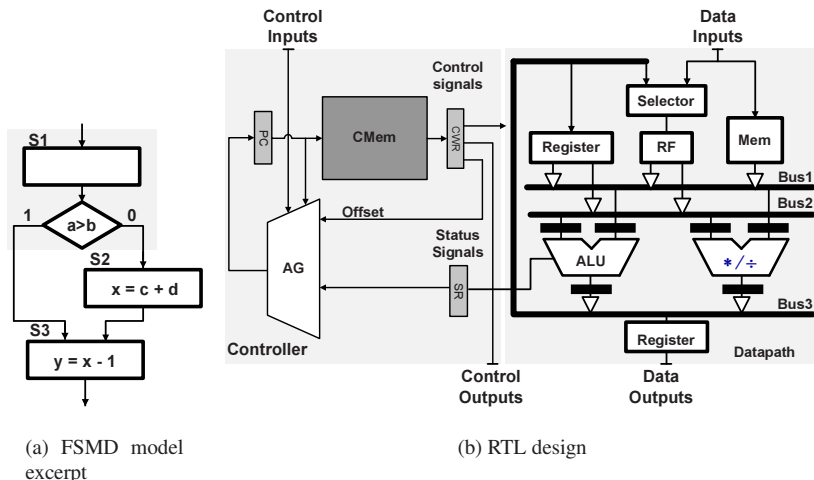 S1
1
a>b
0
S2
x = c + d
S3
y = x - 1
(a) FSMD model
excerpt
Control
Inputs
Data
Inputs
Control
signals
Selector
PC
CMem
CWR
Register
RF
Mem
Bus1
Bus2
Offset
Status
Signals
AG
SR
ALU
*/÷
Bus3
Controller
Register
Datapath
Control
Outputs
Data
Outputs
(b) RTL design